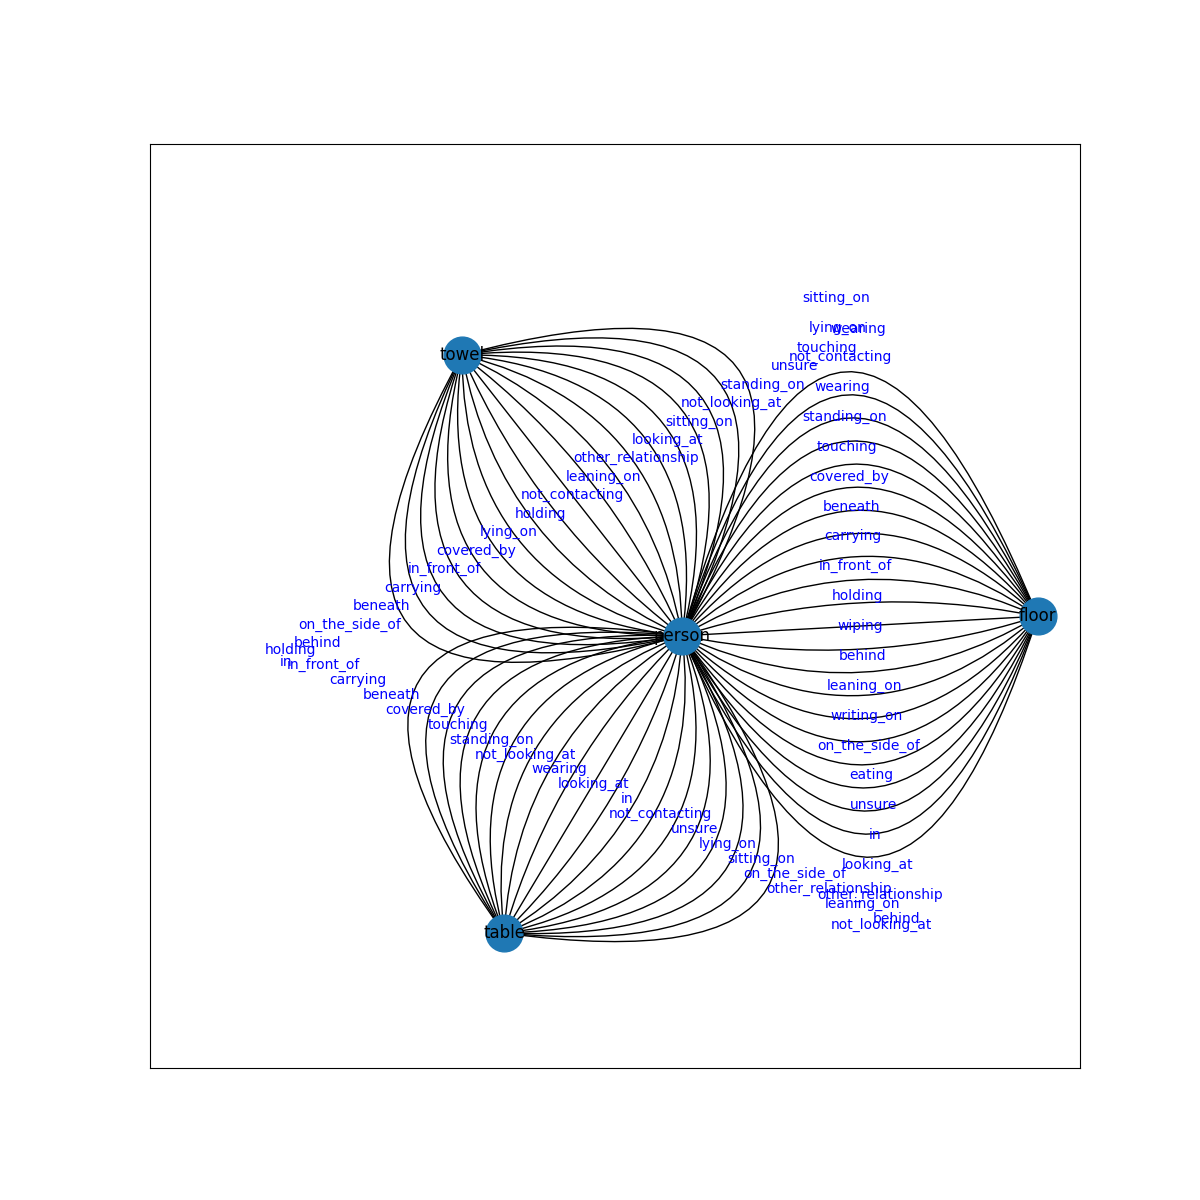 sitting_on
lying_on
wearing
touching
not_contacting
unsure
standing_on
wearing
not_looking_at
standing_on
sitting_on
looking_at
touching
other_relationship
leaning_on
covered_by
not_contacting
beneath
holding
lying_on
carrying
covered_by
in_front_of
in_front_of
carrying
holding
beneath
on_the_side_of
wiping
behind
holding
in
in_front_of
behind
carrying
leaning_on
beneath
covered_by
writing_on
touching
standing_on
on_the_side_of
not_looking_at
wearing
eating
looking_at
in
unsure
not_contacting
unsure
in
lying_on
sitting_on
looking_at
on_the_side_of
other_relationship
other_relationship
leaning_on
behind
not_looking_at
towel
person
floor
table